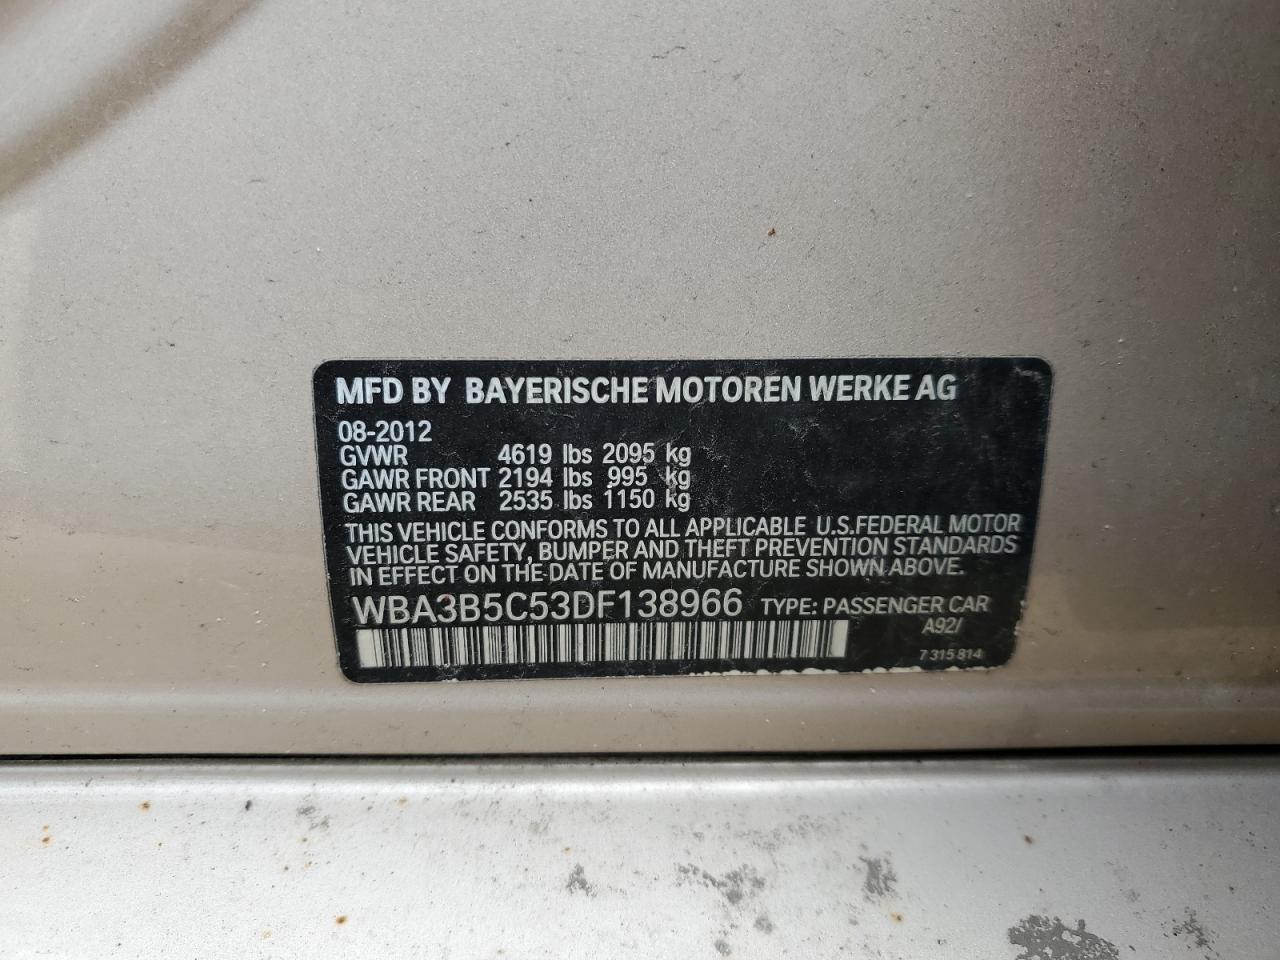 MFD BY BAYERISCHE MOTOREN WERKE AG
08-2012
GVWR 4619 lbs 2095 kg
GAWR FRONT 2194 lbs 995 kg
GAWR REAR 2535 lbs 1150 kg
THIS VEHICLE CONFORMS TO ALL APPLICABLE U.S.FEDERAL MOTOR
VEHICLE SAFETY, BUMPER AND THEFT PREVENTION STANDARDS
IN EFFECT ON THE DATE OF MANUFACTURE SHOWN ABOVE.
WBA3B5C53DF138966 TYPE: PASSENGER CAR
A92/
7 315 814